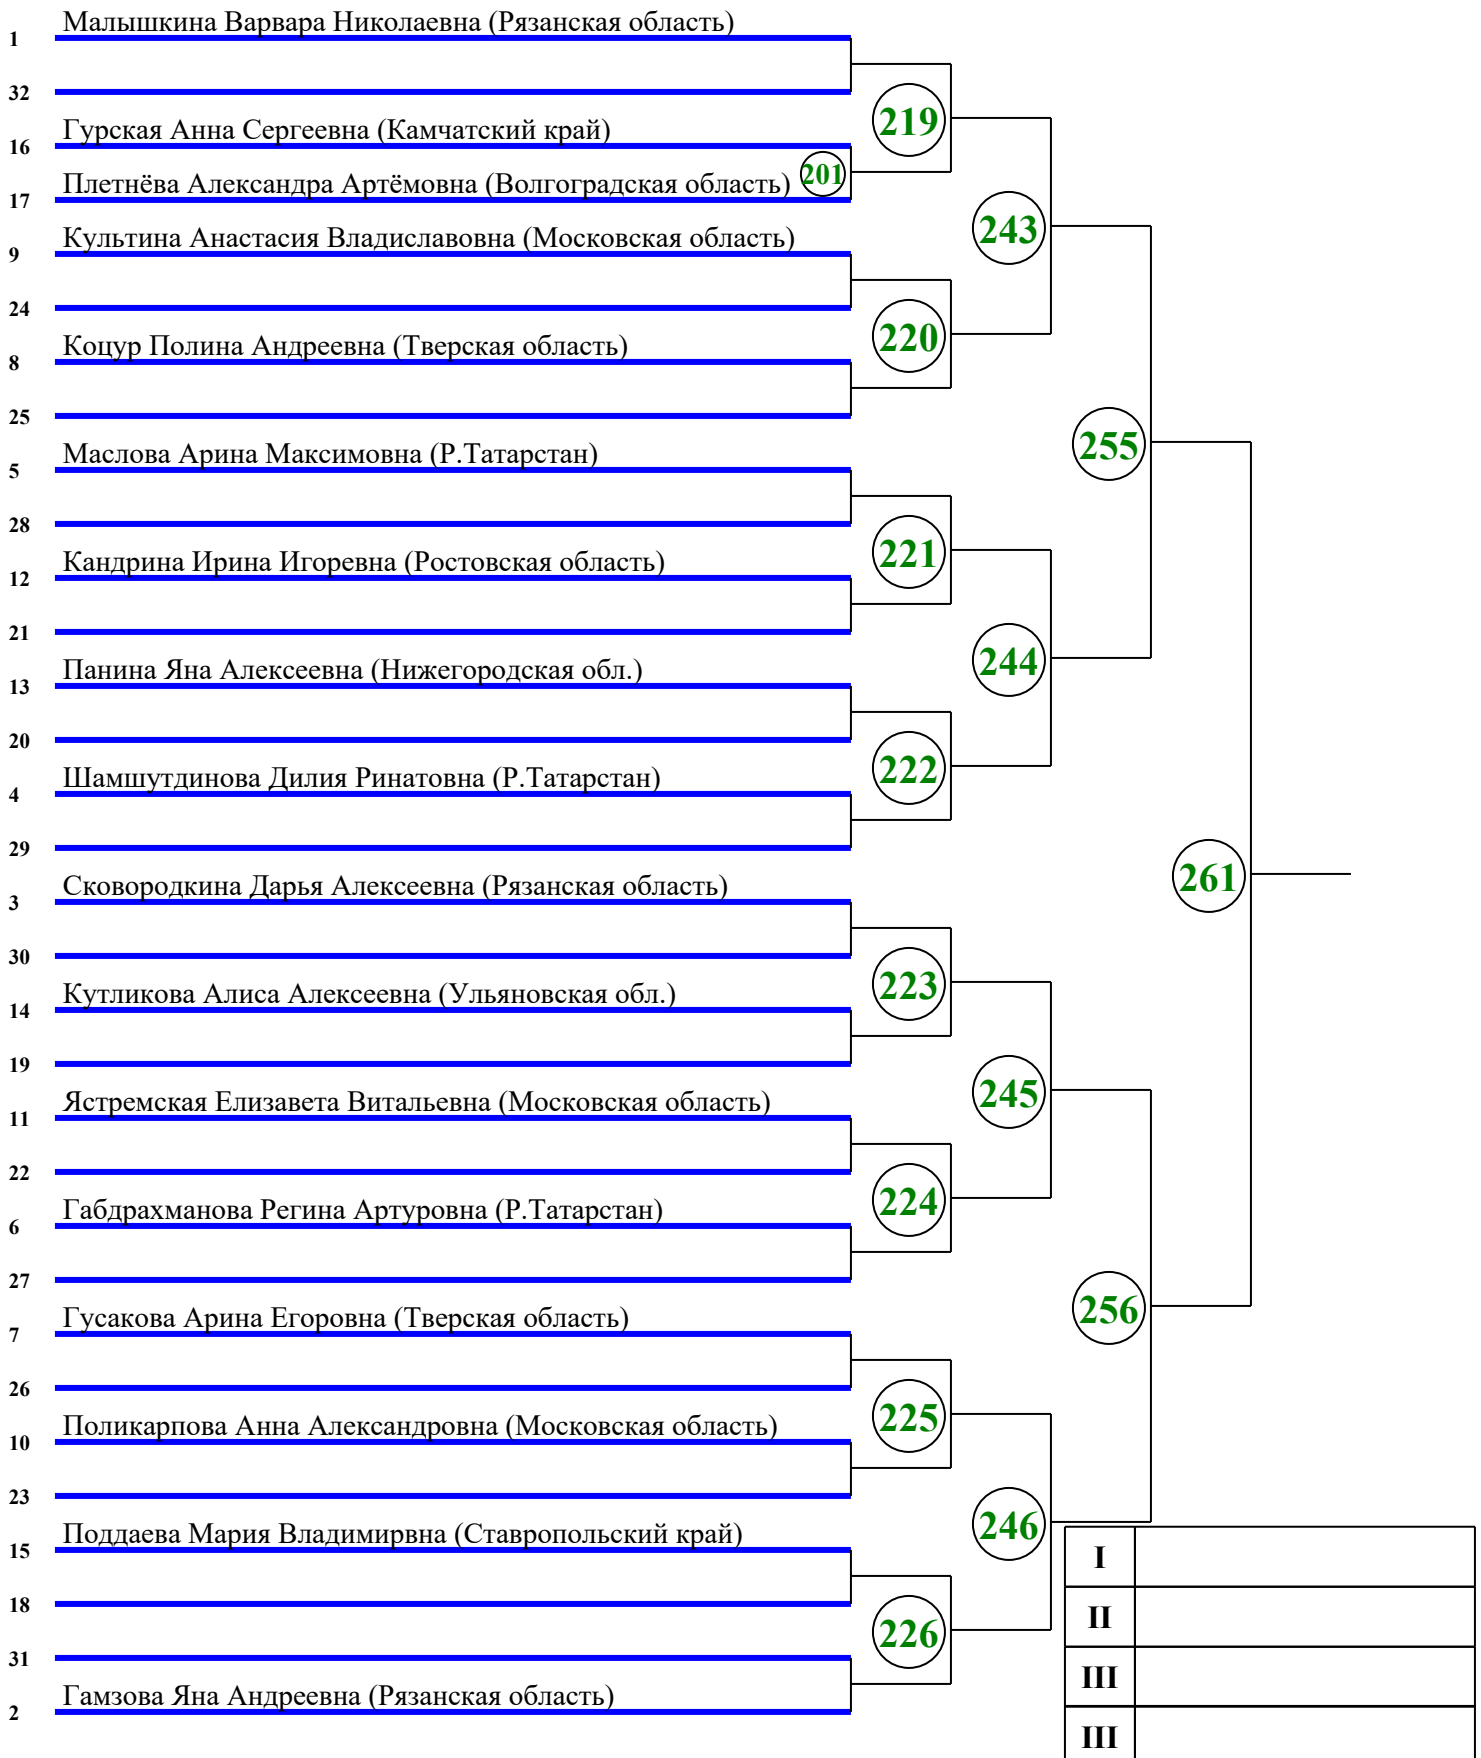 1 Малышкина Варвара Николаевна (Рязанская область)
32
16 Гурская Анна Сергеевна (Камчатский край)
17 Плетнёва Александра Артёмовна (Волгоградская область)
9 Культина Анастасия Владиславовна (Московская область)
24
8 Коцур Полина Андреевна (Тверская область)
25
5 Маслова Арина Максимовна (Р.Татарстан)
28
12 Кандрина Ирина Игоревна (Ростовская область)
21
13 Панина Яна Алексеевна (Нижегородская обл.)
20
4 Шамшутдинова Дилия Ринатовна (Р.Татарстан)
29
3 Сковородкина Дарья Алексеевна (Рязанская область)
30
14 Кутликова Алиса Алексеевна (Ульяновская обл.)
19
11 Ястремская Елизавета Витальевна (Московская область)
22
6 Габдрахманова Регина Артуровна (Р.Татарстан)
27
7 Гусакова Арина Егоровна (Тверская область)
26
10 Поликарпова Анна Александровна (Московская область)
23
15 Поддаева Мария Владимирвна (Ставропольский край)
18
31
2 Гамзова Яна Андреевна (Рязанская область)
201
219
220
221
222
223
224
225
226
243
244
245
246
255
256
261
I
II
III
III